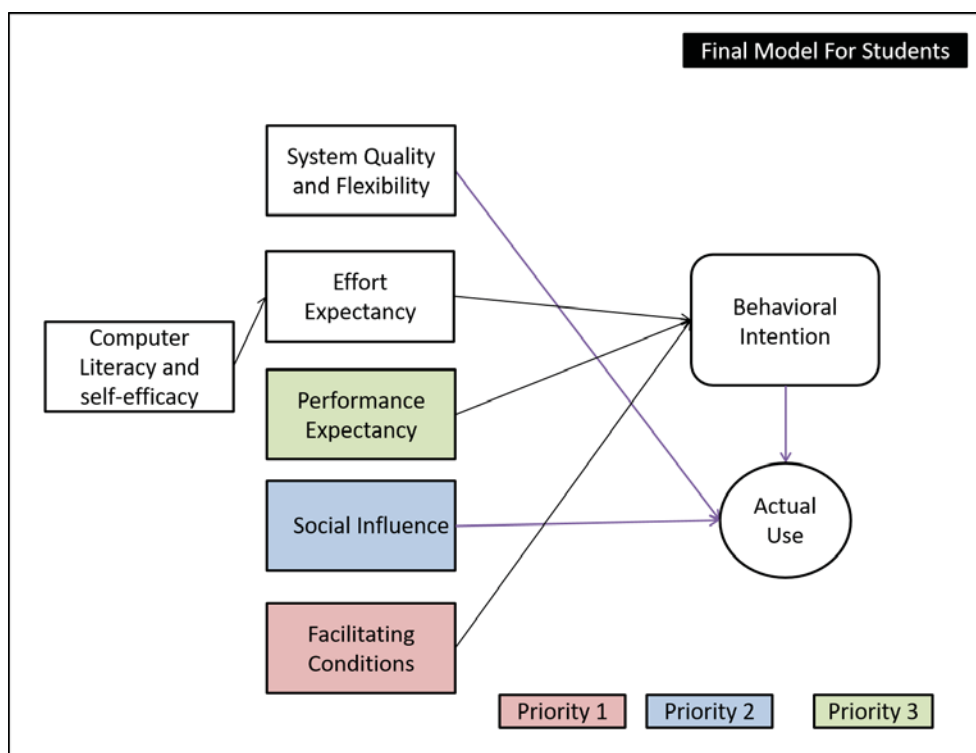 Final Model For Students
System Quality
and Flexibility
Effort
Expectancy
Behavioral
Intention
Computer
Literacy and
self-efficacy
Performance
Expectancy
Social Influence
Actual
Use
Facilitating
Conditions
Priority 1
Priority 2
Priority 3